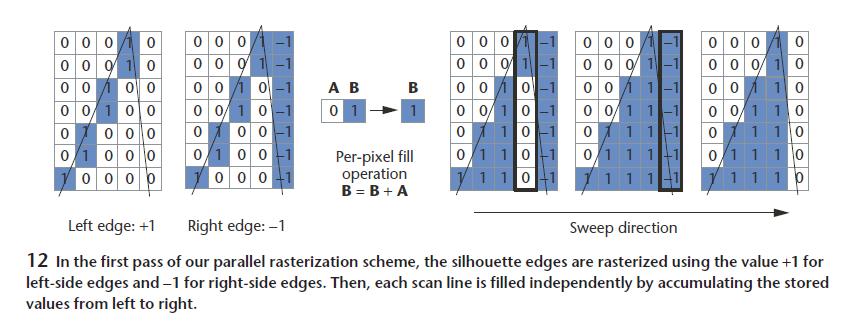 0 0 0 1 0
0 0 0 1 0
0 0 1 0 0
0 0 1 0 0
0 1 0 0 0
0 1 0 0 0
1 0 0 0 0
Left edge: +1
0 0 0 1 –1
0 0 0 1 –1
0 0 1 0 –1
0 0 1 0 –1
0 1 0 0 –1
0 1 0 0 –1
1 0 0 0 –1
Right edge: –1
A B B
0 1 1
Per-pixel fill
operation
B = B + A
0 0 0 1 –1
0 0 0 1 –1
0 0 1 0 –1
0 0 1 0 –1
0 1 1 0 –1
0 1 1 0 –1
1 1 1 0 –1
0 0 0 1 –1
0 0 0 1 –1
0 0 1 1 –1
0 0 1 1 –1
0 1 1 1 –1
0 1 1 1 –1
1 1 1 1 –1
0 0 0 1 0
0 0 0 1 0
0 0 1 1 0
0 0 1 1 0
0 1 1 1 0
0 1 1 1 0
1 1 1 1 0
Sweep direction
12 In the first pass of our parallel rasterization scheme, the silhouette edges are rasterized using the value +1 for
left-side edges and –1 for right-side edges. Then, each scan line is filled independently by accumulating the stored
values from left to right.